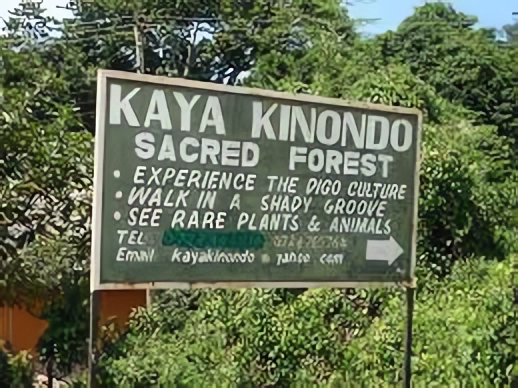 KAYA KINONDO
SACRED FOREST
• EXPERIENCE THE DIGO CULTURE
• WALK IN A SHADY GROOVE
• SEE RARE PLANTS & ANIMALS
TEL
Email kayakinondo yahoo com